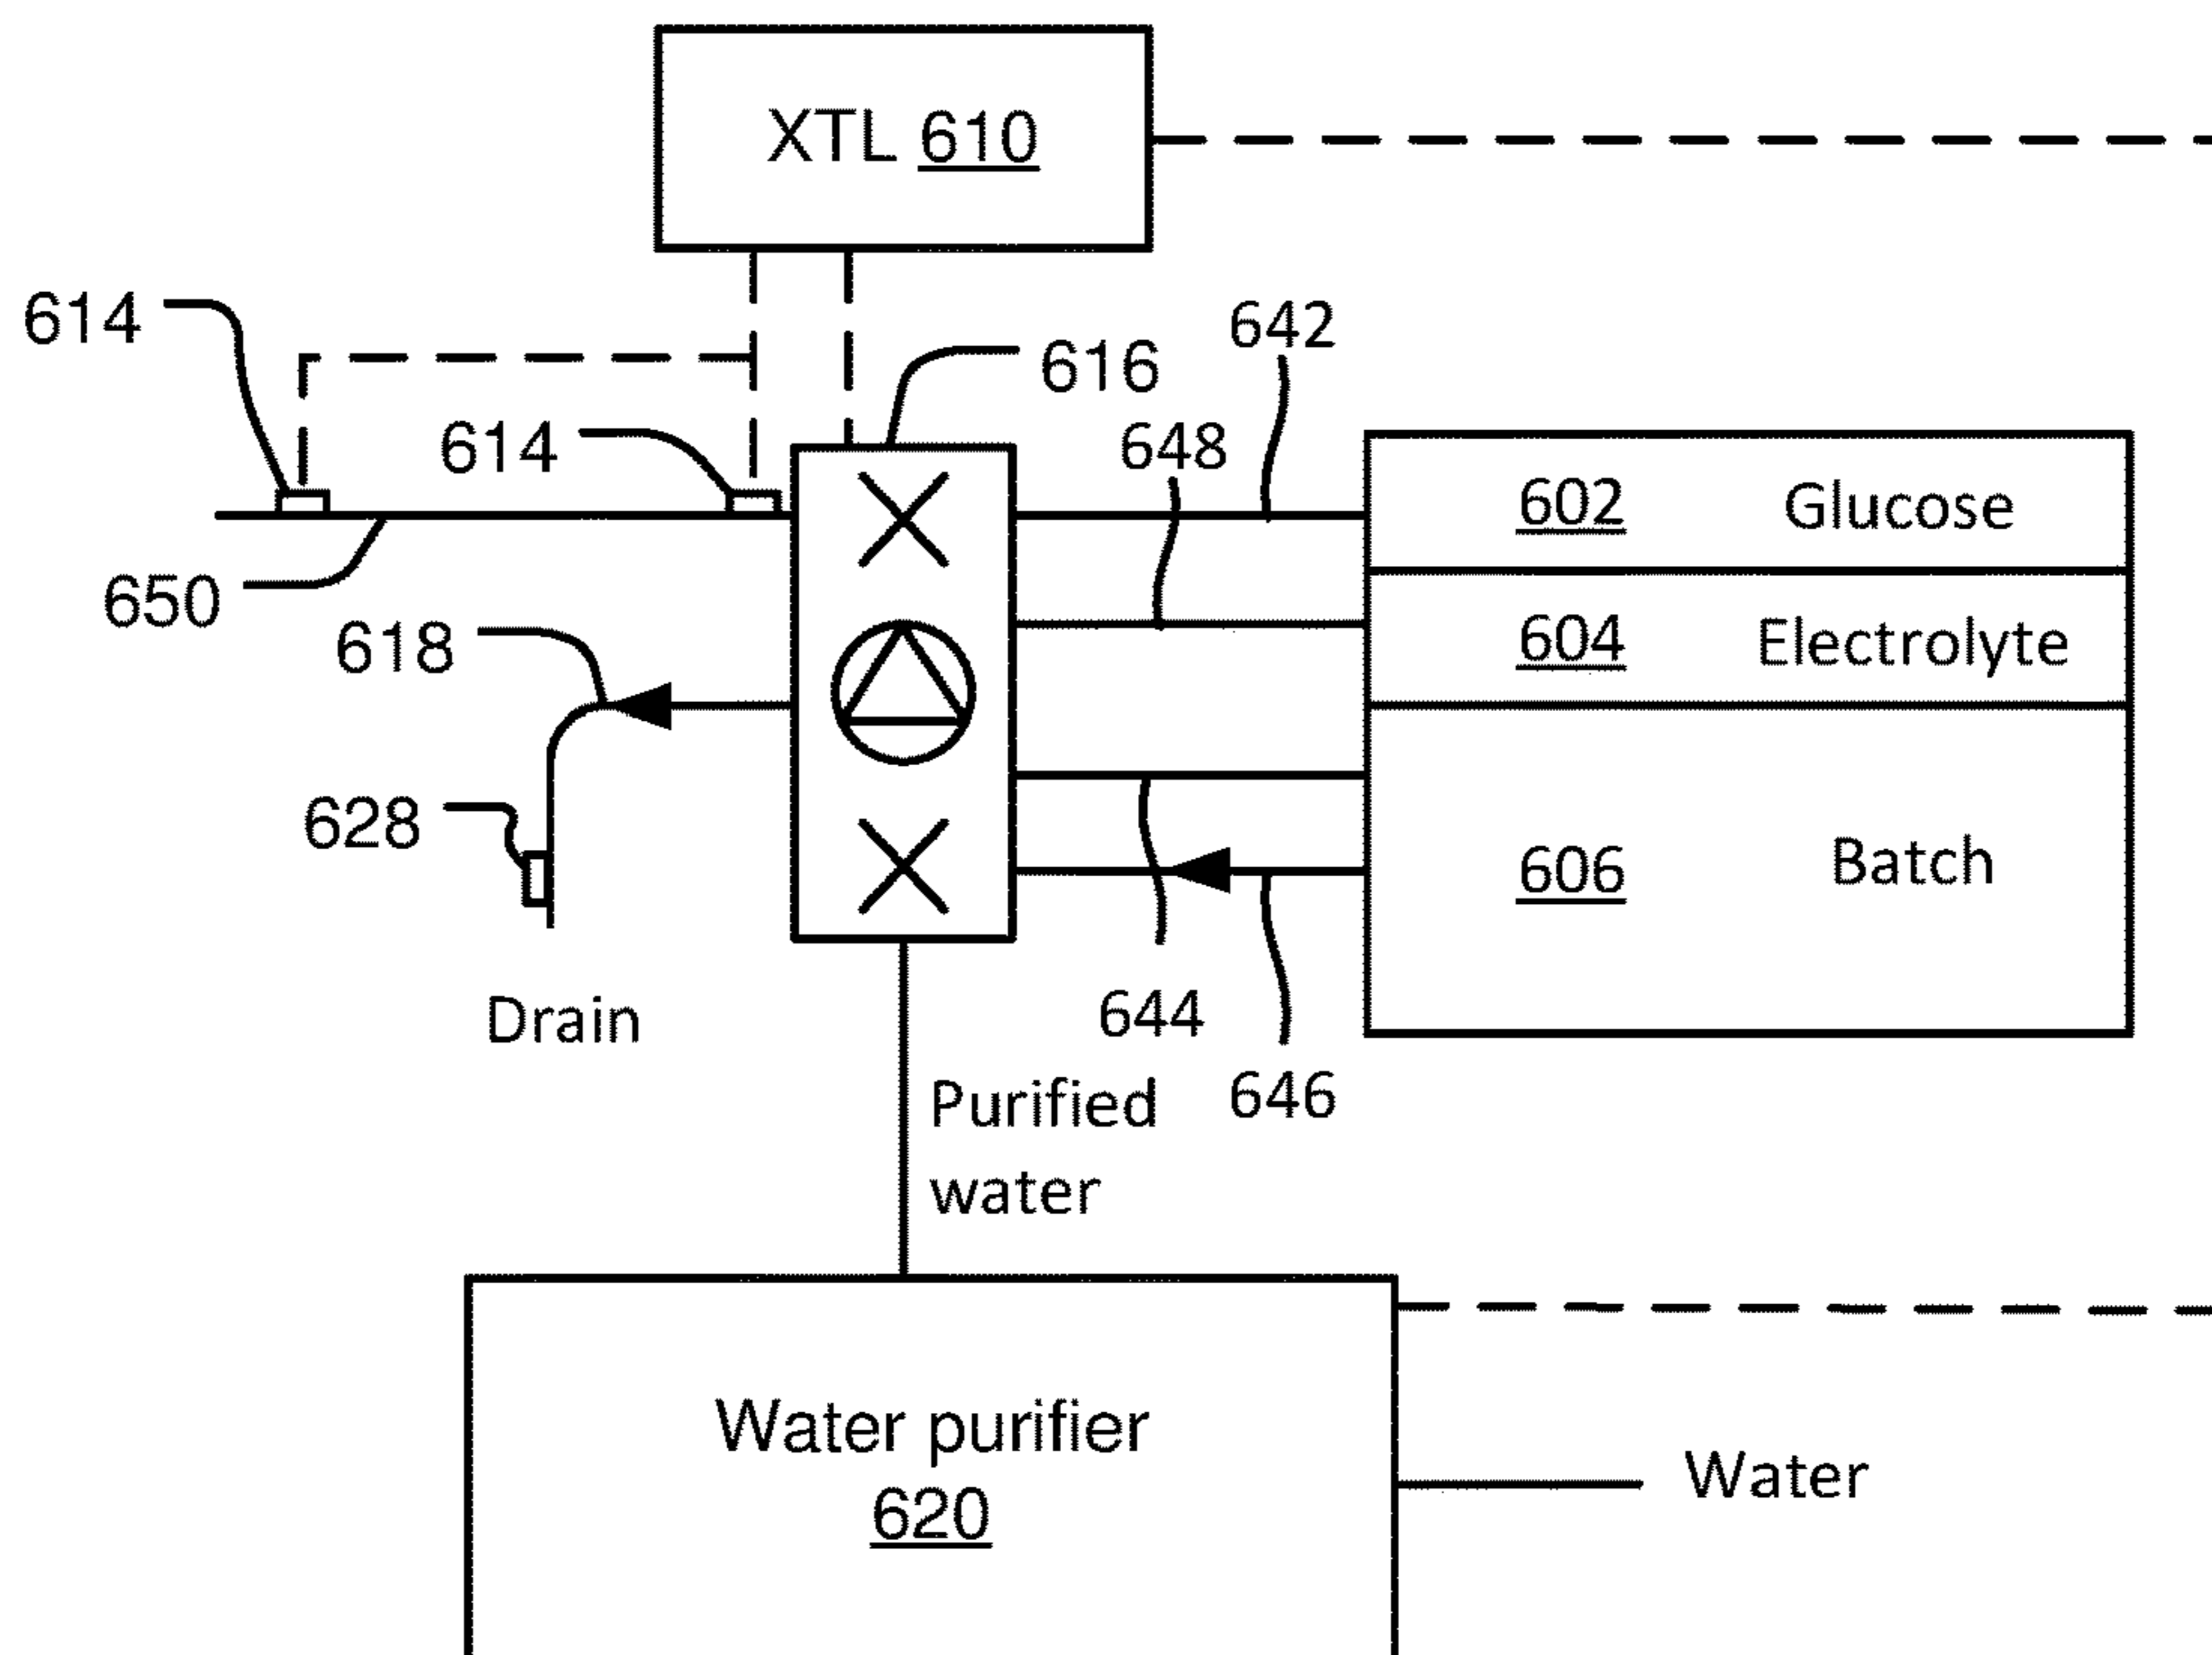 XTL 610
614
642
616
614
648
602 Glucose
650
618
604 Electrolyte
628
606 Batch
Drain
644
646
Purified
water
Water purifier
620
Water